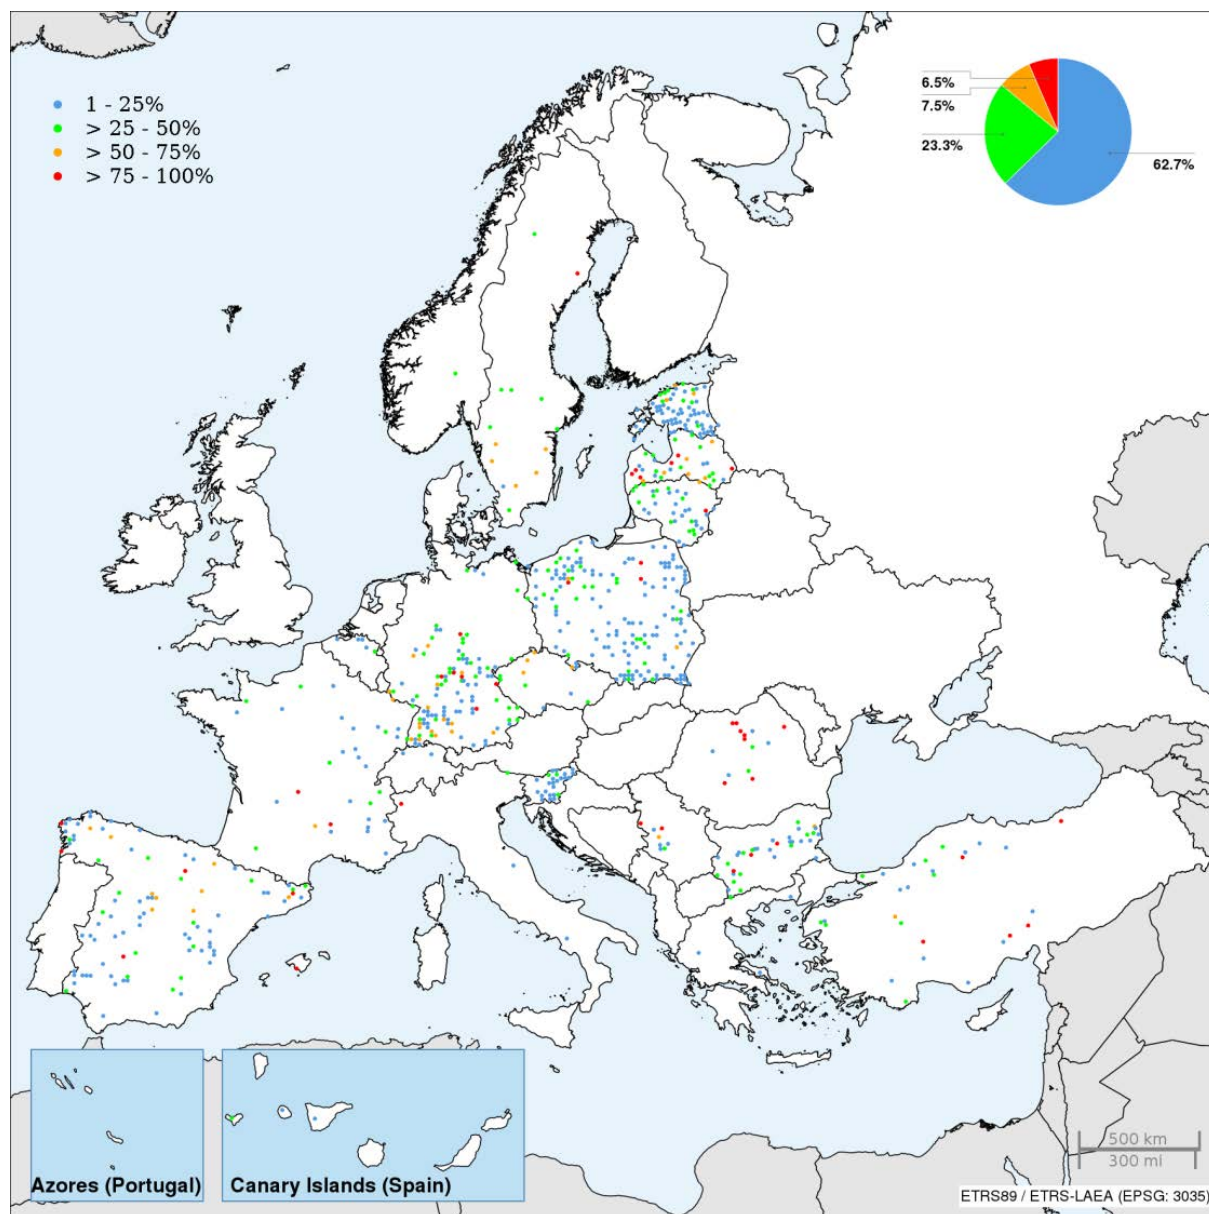 1 - 25%
> 25 - 50%
> 50 - 75%
> 75 - 100%
6.5%
7.5%
23.3%
62.7%
Azores (Portugal)
Canary Islands (Spain)
500 km
300 mi
ETRS89 / ETRS-LAEA (EPSG: 3035)